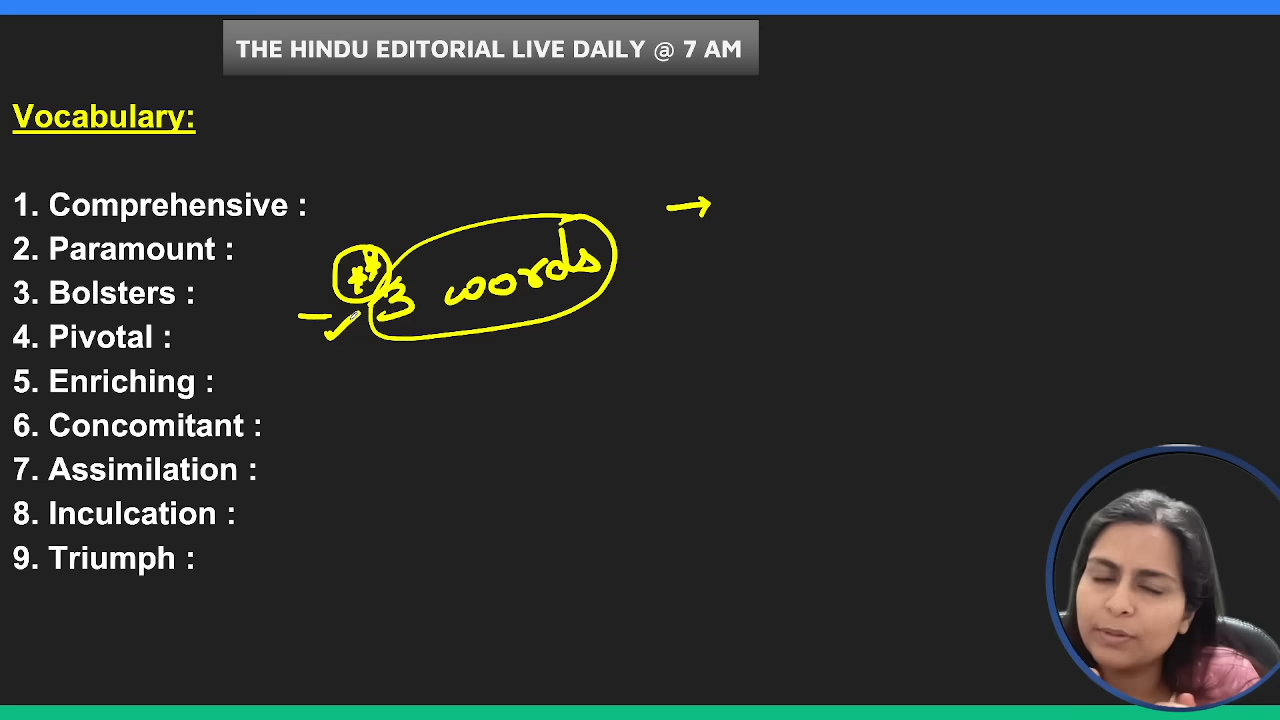 THE HINDU EDITORIAL LIVE DAILY @ 7 AM
Vocabulary:
1. Comprehensive :
2. Paramount :
3. Bolsters :
4. Pivotal :
5. Enriching :
6. Concomitant :
7. Assimilation :
8. Inculcation :
9. Triumph :
** 3 words
→